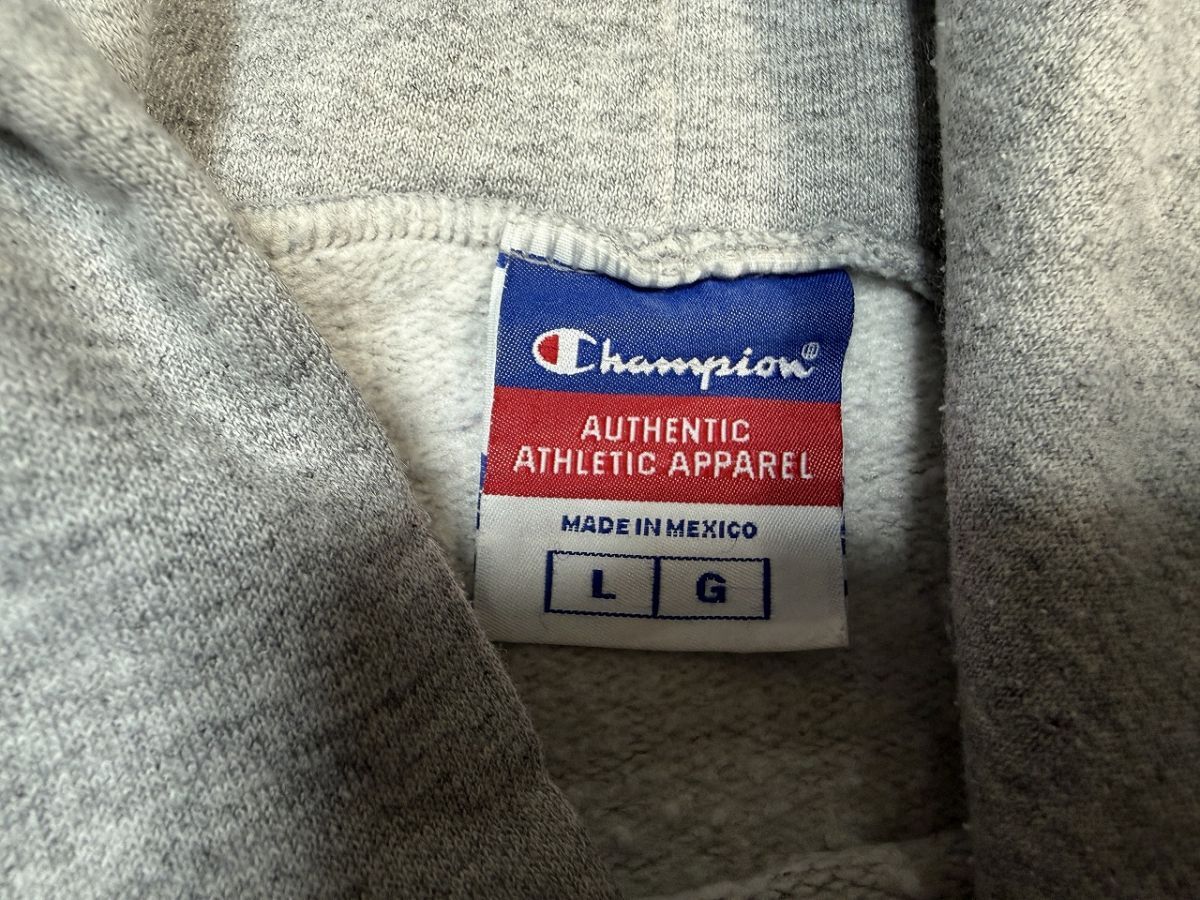 Champion®
AUTHENTIC
ATHLETIC APPAREL
MADE IN MEXICO
L G